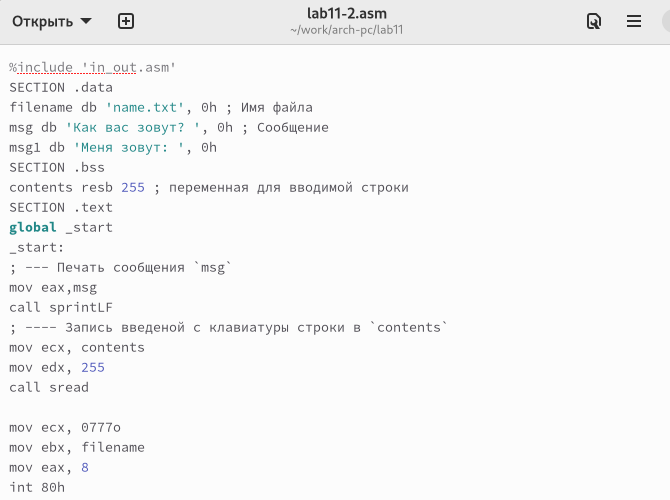 Открыть
lab11-2.asm
~/work/arch-pc/lab11
%include 'in_out.asm'
SECTION .data
filename db 'name.txt', 0h ; Имя файла
msg db 'Как вас зовут? ', 0h ; Сообщение
msg1 db 'Меня зовут: ', 0h
SECTION .bss
contents resb 255 ; переменная для вводимой строки
SECTION .text
global _start
_start:
; --- Печать сообщения `msg`
mov eax,msg
call sprintLF
; ---- Запись введеной с клавиатуры строки в `contents`
mov ecx, contents
mov edx, 255
call sread
mov ecx, 0777o
mov ebx, filename
mov eax, 8
int 80h